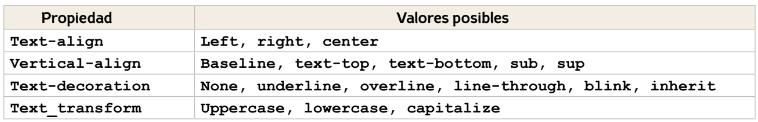 Propiedad Valores posibles
Text-align Left, right, center
Vertical-align Baseline, text-top, text-bottom, sub, sup
Text-decoration None, underline, overline, line-through, blink, inherit
Text_transform Uppercase, lowercase, capitalize